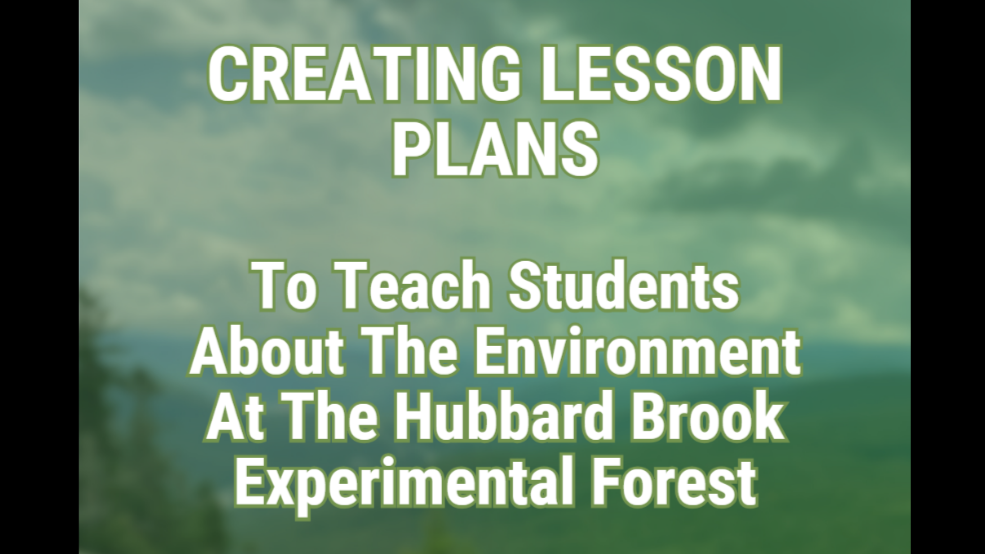 CREATING LESSON
PLANS
To Teach Students
About The Environment
At The Hubbard Brook
Experimental Forest